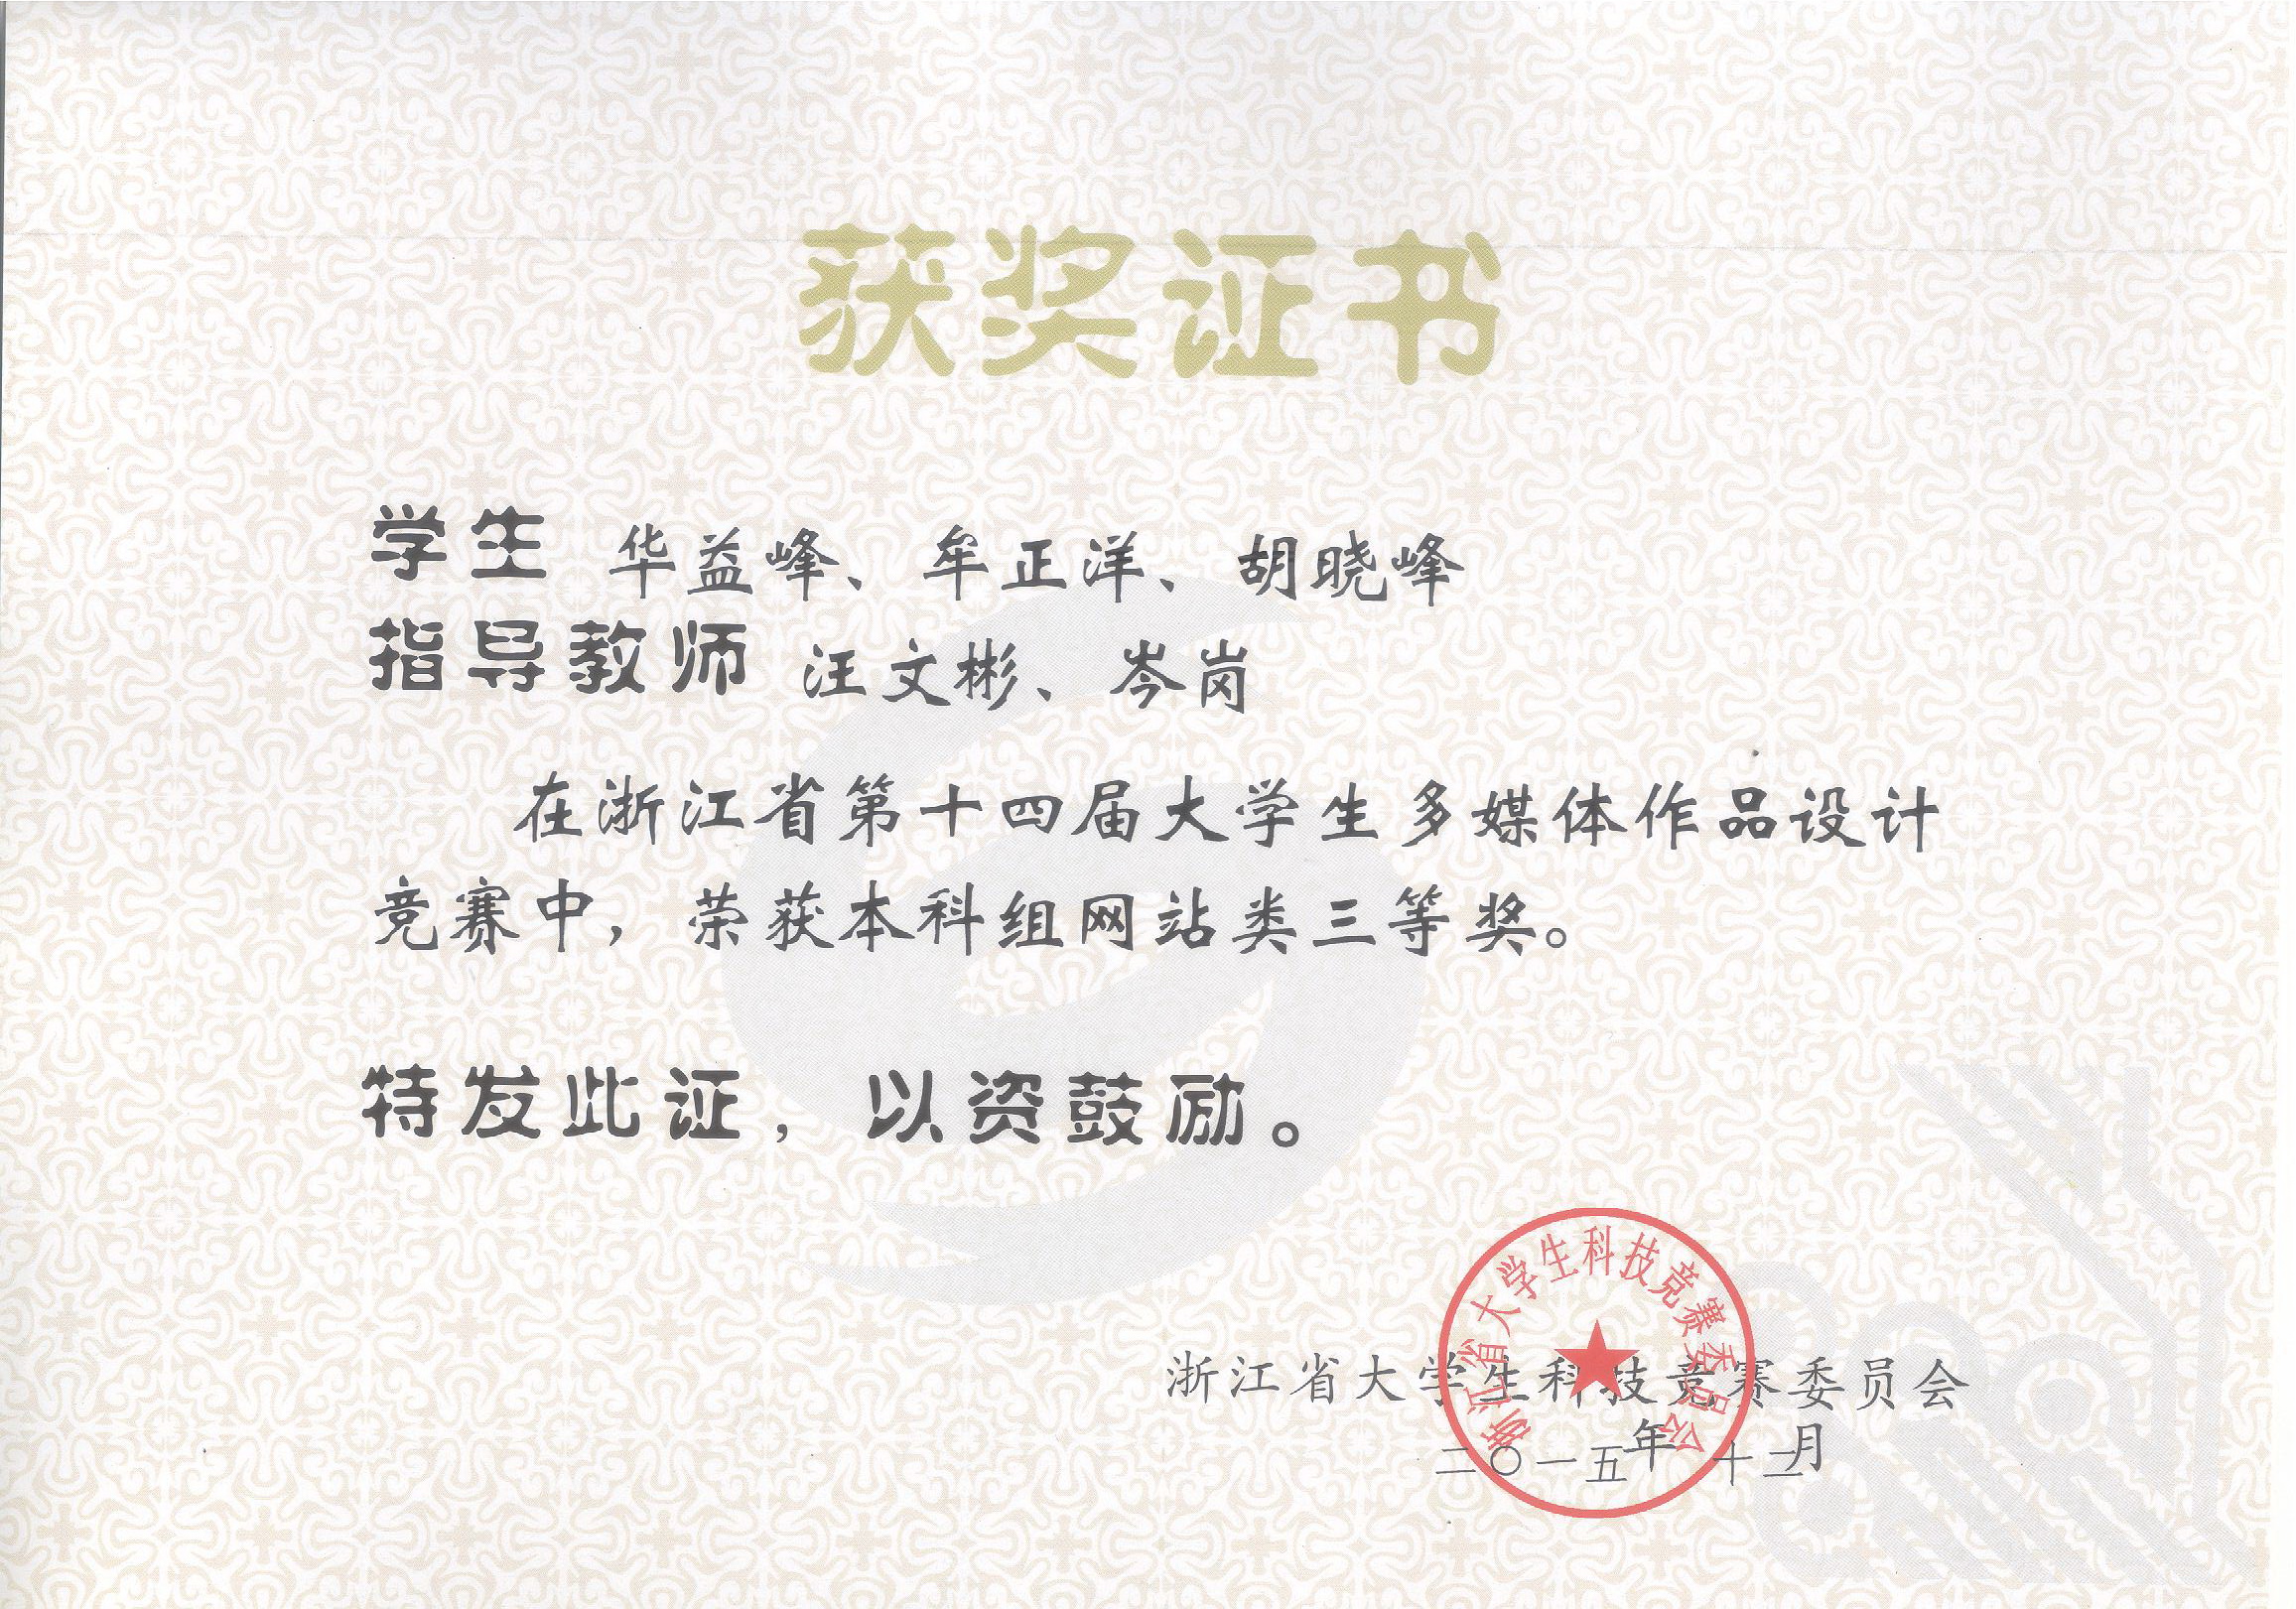 获奖证书
学生 华益峰、牟正洋、胡晓峰
指导教师 汪文彬、岑岗
在浙江省第十四届大学生多媒体作品设计
竞赛中，荣获本科组网站类三等奖。
特发此证，以资鼓励。
浙江省大学生科技竞赛委员会
浙江省大学生科技竞赛委员会
二〇一五年十二月